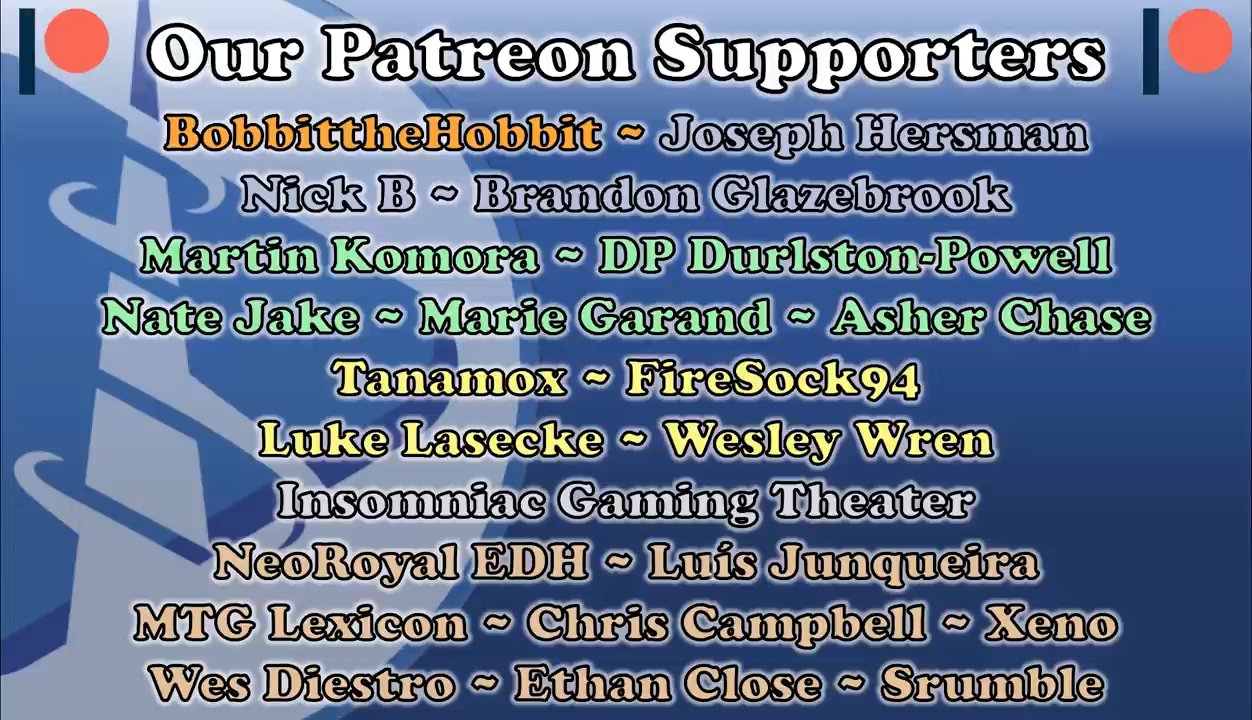 Our Patreon Supporters
BobbittheHobbit ~ Joseph Hersman
Nick B ~ Brandon Glazebrook
Martin Komora ~ DP Durlston-Powell
Nate Jake ~ Marie Garand ~ Asher Chase
Tanamox ~ FireSock94
Luke Lasecke ~ Wesley Wren
Insomniac Gaming Theater
NeoRoyal EDH ~ Luís Junqueira
MTG Lexicon ~ Chris Campbell ~ Xeno
Wes Diestro ~ Ethan Close ~ Srumble